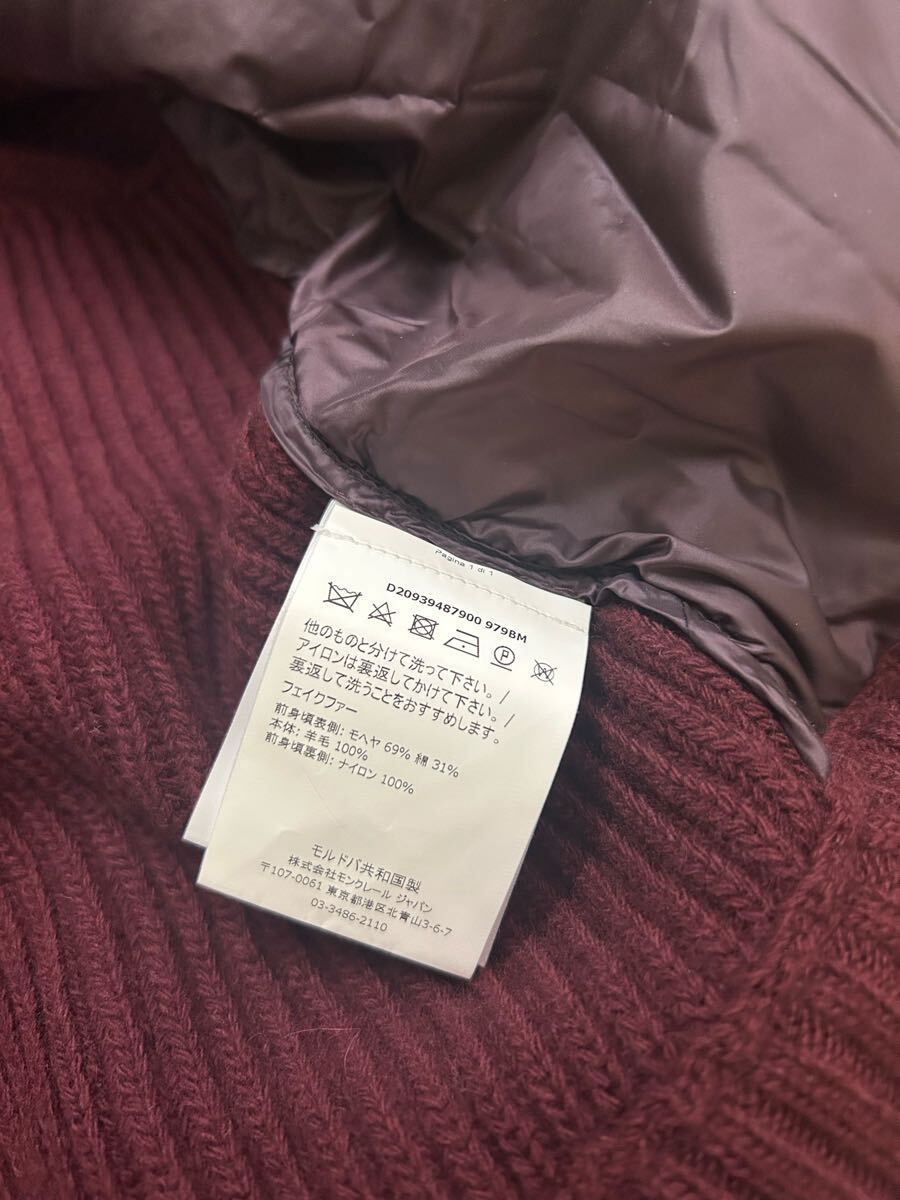 Pagina 1 di 1
D20939487900 979BM
P
他のものと分けて洗って下さい。/
アイロンは裏返してかけて下さい。/
裏返して洗うことをおすすめします。
フェイクファー
前身頃表側: モヘヤ 69% 綿 31%
本体: 羊毛 100%
前身頃裏側: ナイロン 100%
モルドバ共和国製
株式会社モンクレール ジャパン
〒107-0061 東京都港区北青山3-6-7
03-3486-2110